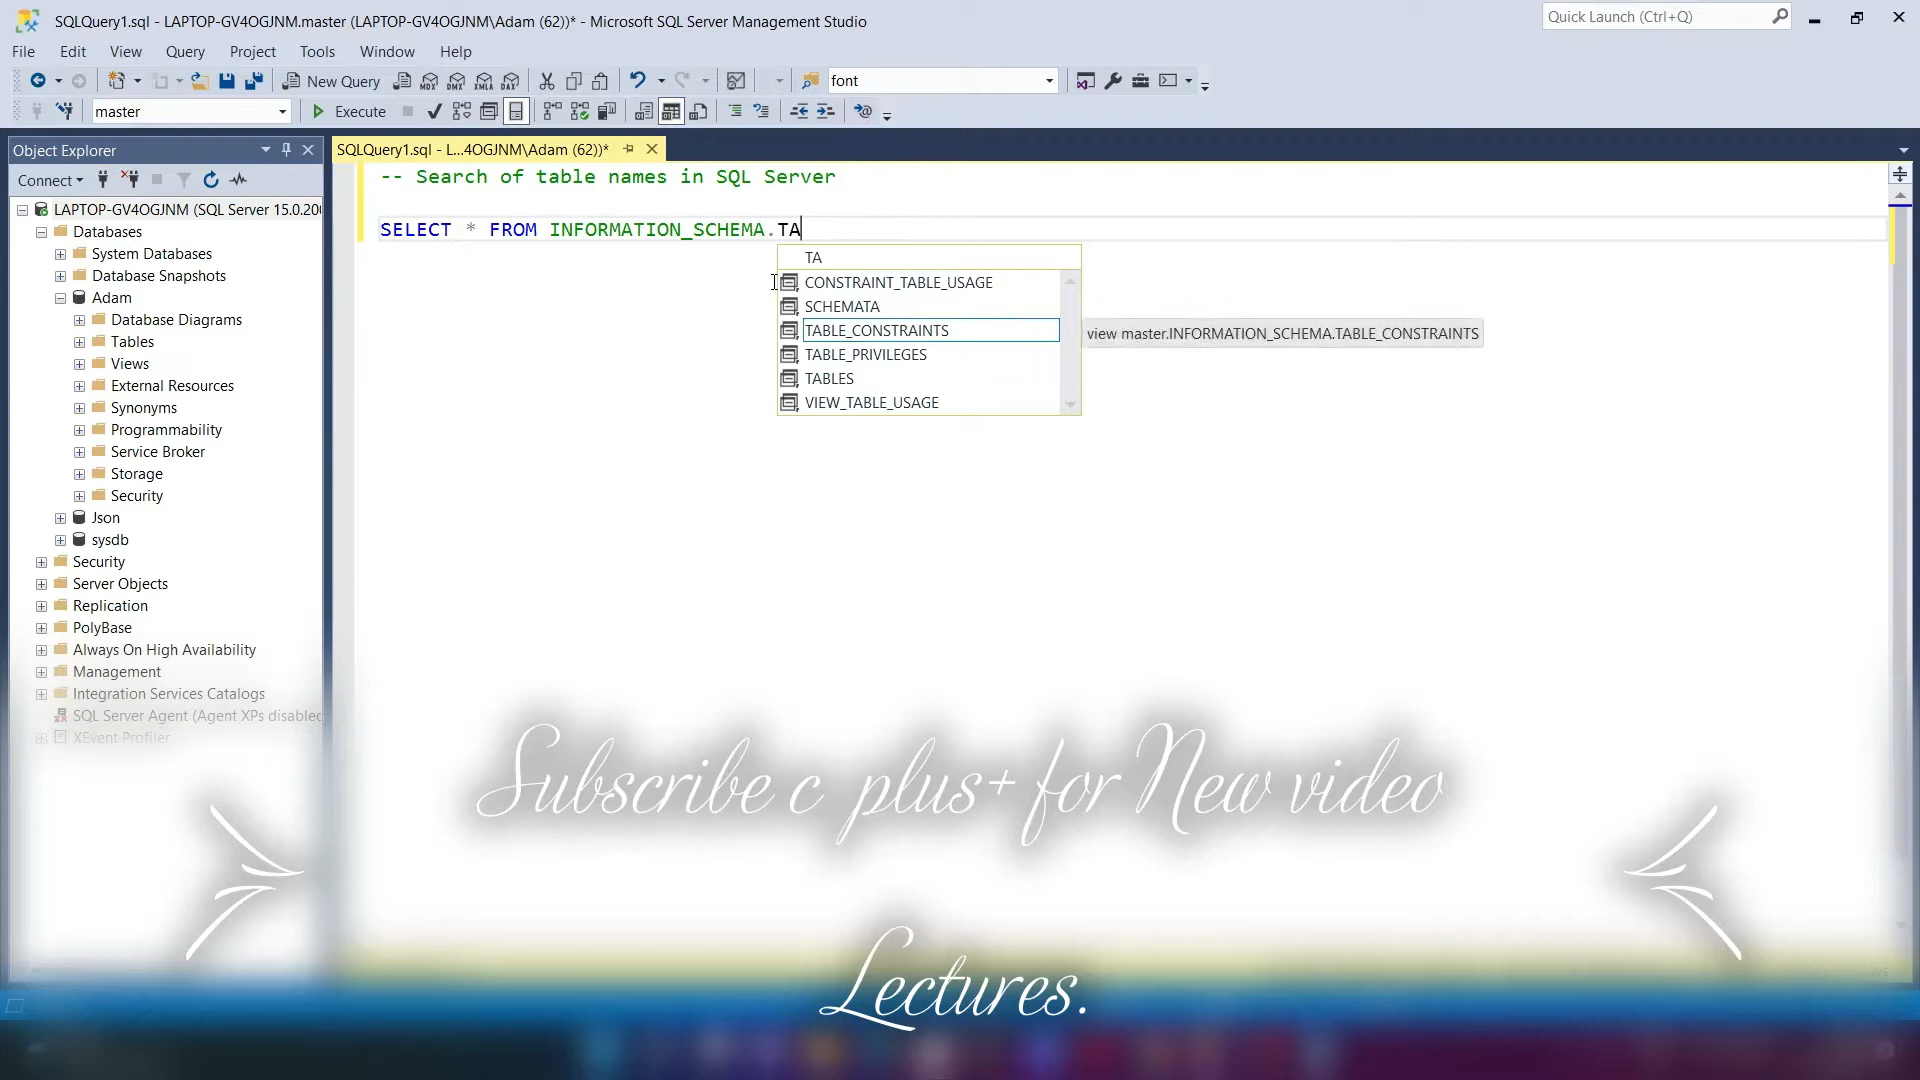 SQLQuery1.sql - LAPTOP-GV4OGJNM.master (LAPTOP-GV4OGJNM\Adam (62))* - Microsoft SQL Server Management Studio
Quick Launch (Ctrl+Q)
File Edit View Query Project Tools Window Help
New Query
MDX DMX XMLA DAX
font
master
Execute
Object Explorer
SQLQuery1.sql - L...4OGJNM\Adam (62))*
Connect
LAPTOP-GV4OGJNM (SQL Server 15.0.200
Databases
System Databases
Database Snapshots
Adam
Database Diagrams
Tables
Views
External Resources
Synonyms
Programmability
Service Broker
Storage
Security
Json
sysdb
Security
Server Objects
Replication
PolyBase
Always On High Availability
Management
Integration Services Catalogs
SQL Server Agent (Agent XPs disabled
XEvent Profiler
-- Search of table names in SQL Server
SELECT * FROM INFORMATION_SCHEMA.TA
TA
CONSTRAINT_TABLE_USAGE
SCHEMATA
TABLE_CONSTRAINTS
TABLE_PRIVILEGES
TABLES
VIEW_TABLE_USAGE
view master.INFORMATION_SCHEMA.TABLE_CONSTRAINTS
Subscribe c plus+ for New video
Lectures.